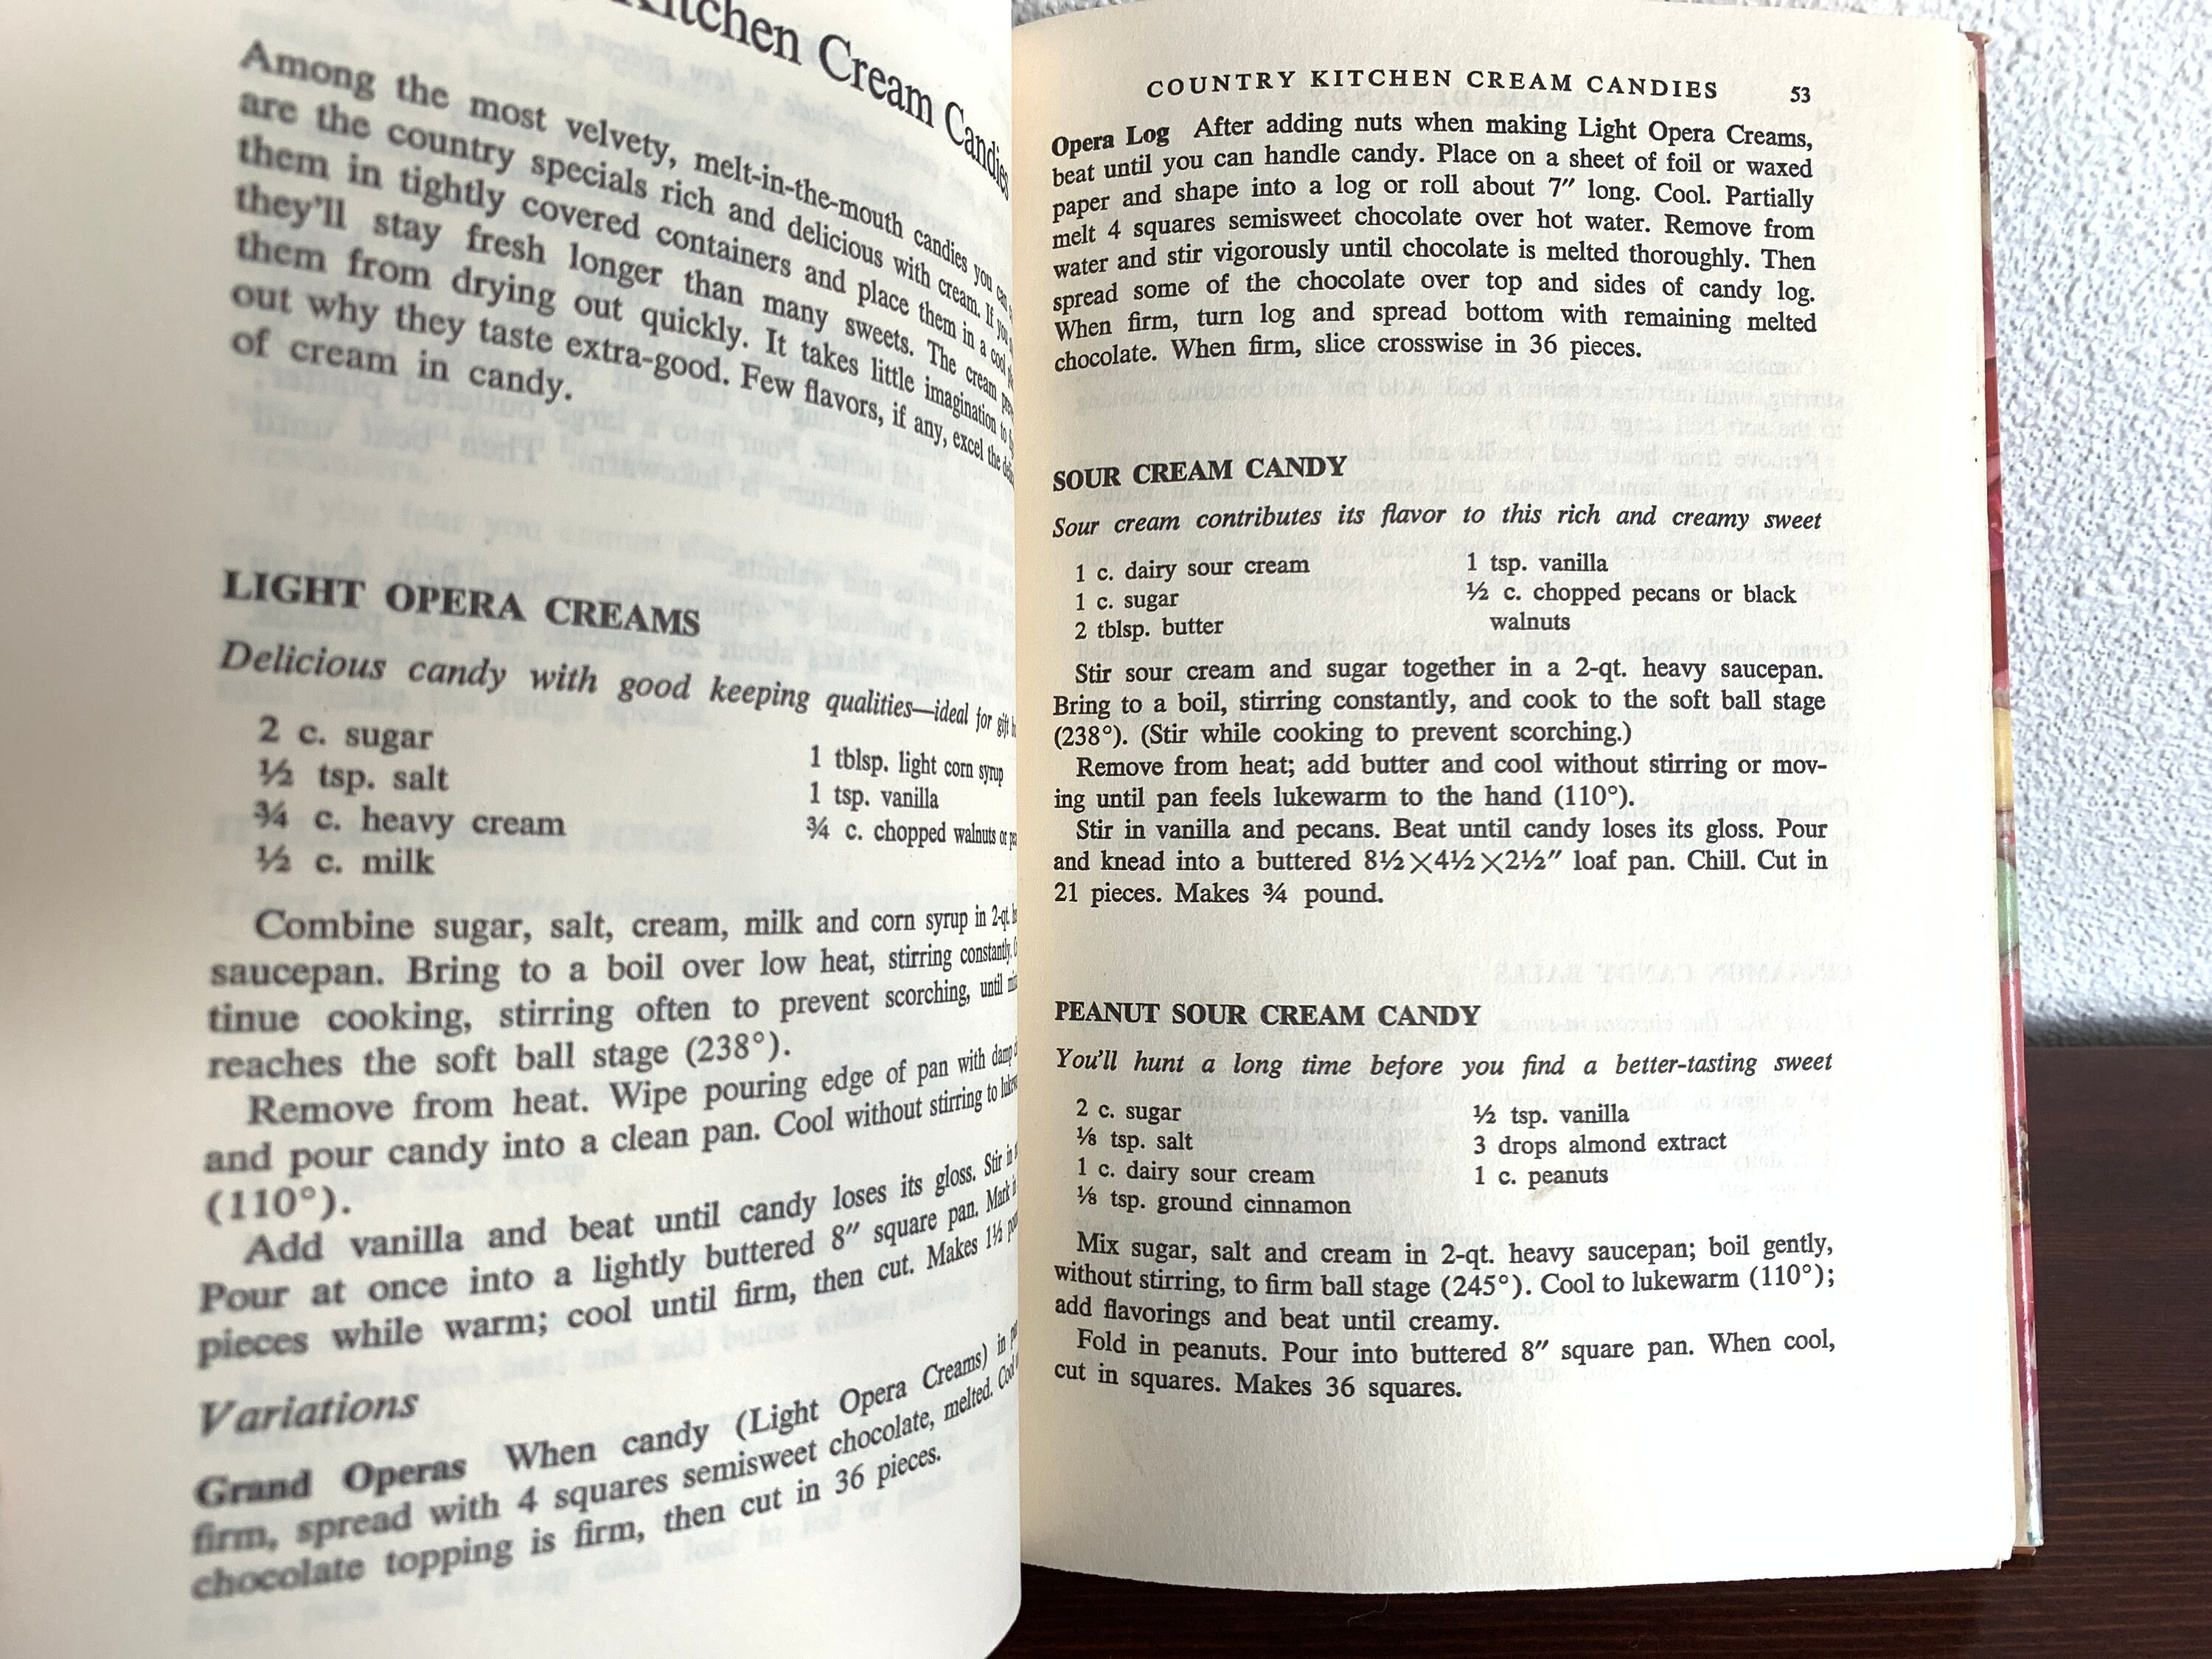 Kitchen Cream Candies
Among the most velvety, melt-in-the-mouth candies you can
are the country specials rich and delicious with cream. If you
them in tightly covered containers and place them in a cool
they'll stay fresh longer than many sweets. The cream
them from drying out quickly. It takes little imagination to
out why they taste extra-good. Few flavors, if any, excel the
of cream in candy.
LIGHT OPERA CREAMS
Delicious candy with good keeping qualities—ideal for gift
2 c. sugar
½ tsp. salt
¾ c. heavy cream
½ c. milk
1 tblsp. light corn syrup
1 tsp. vanilla
¾ c. chopped walnuts or
Combine sugar, salt, cream, milk and corn syrup in 2-qt.
saucepan. Bring to a boil over low heat, stirring constantly.
tinue cooking, stirring often to prevent scorching, until
reaches the soft ball stage (238°).
Remove from heat. Wipe pouring edge of pan with damp
and pour candy into a clean pan. Cool without stirring to
(110°).
Add vanilla and beat until candy loses its gloss. Stir in
Pour at once into a lightly buttered 8″ square pan. Mark
pieces while warm; cool until firm, then cut. Makes 1½
Variations
Grand Operas When candy (Light Opera Creams) in
firm, spread with 4 squares semisweet chocolate, melted.
chocolate topping is firm, then cut in 36 pieces.
COUNTRY KITCHEN CREAM CANDIES 53
Opera Log After adding nuts when making Light Opera Creams,
beat until you can handle candy. Place on a sheet of foil or waxed
paper and shape into a log or roll about 7″ long. Cool. Partially
melt 4 squares semisweet chocolate over hot water. Remove from
water and stir vigorously until chocolate is melted thoroughly. Then
spread some of the chocolate over top and sides of candy log.
When firm, turn log and spread bottom with remaining melted
chocolate. When firm, slice crosswise in 36 pieces.
SOUR CREAM CANDY
Sour cream contributes its flavor to this rich and creamy sweet
1 c. dairy sour cream
1 c. sugar
2 tblsp. butter
1 tsp. vanilla
½ c. chopped pecans or black
walnuts
Stir sour cream and sugar together in a 2-qt. heavy saucepan.
Bring to a boil, stirring constantly, and cook to the soft ball stage
(238°). (Stir while cooking to prevent scorching.)
Remove from heat; add butter and cool without stirring or mov-
ing until pan feels lukewarm to the hand (110°).
Stir in vanilla and pecans. Beat until candy loses its gloss. Pour
and knead into a buttered 8½×4½×2½″ loaf pan. Chill. Cut in
21 pieces. Makes ¾ pound.
PEANUT SOUR CREAM CANDY
You'll hunt a long time before you find a better-tasting sweet
2 c. sugar
⅛ tsp. salt
1 c. dairy sour cream
⅛ tsp. ground cinnamon
½ tsp. vanilla
3 drops almond extract
1 c. peanuts
Mix sugar, salt and cream in 2-qt. heavy saucepan; boil gently,
without stirring, to firm ball stage (245°). Cool to lukewarm (110°);
add flavorings and beat until creamy.
Fold in peanuts. Pour into buttered 8″ square pan. When cool,
cut in squares. Makes 36 squares.